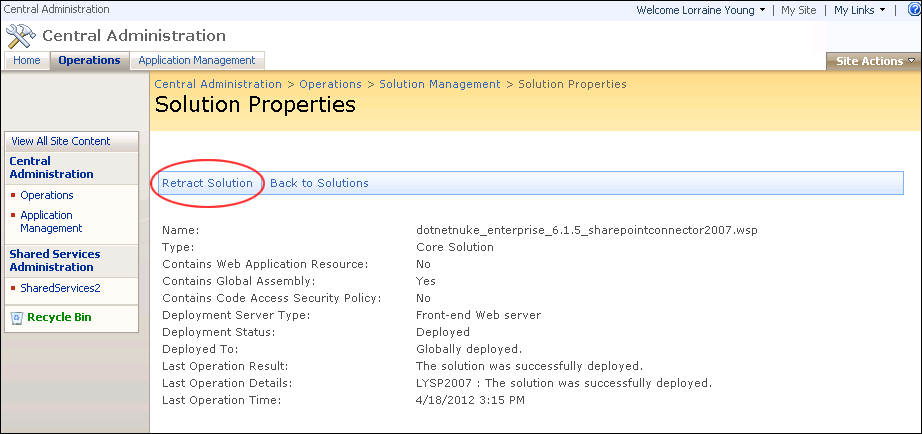 Central Administration
Welcome Lorraine Young | My Site | My Links
Central Administration
Home Operations Application Management
Site Actions
Central Administration > Operations > Solution Management > Solution Properties
Solution Properties
View All Site Content
Central
Administration
Operations
Application
Management
Shared Services
Administration
SharedServices2
Recycle Bin
Retract Solution | Back to Solutions
Name: dotnetnuke_enterprise_6.1.5_sharepointconnector2007.wsp
Type: Core Solution
Contains Web Application Resource: No
Contains Global Assembly: Yes
Contains Code Access Security Policy: No
Deployment Server Type: Front-end Web server
Deployment Status: Deployed
Deployed To: Globally deployed.
Last Operation Result: The solution was successfully deployed.
Last Operation Details: LYSP2007 : The solution was successfully deployed.
Last Operation Time: 4/18/2012 3:15 PM